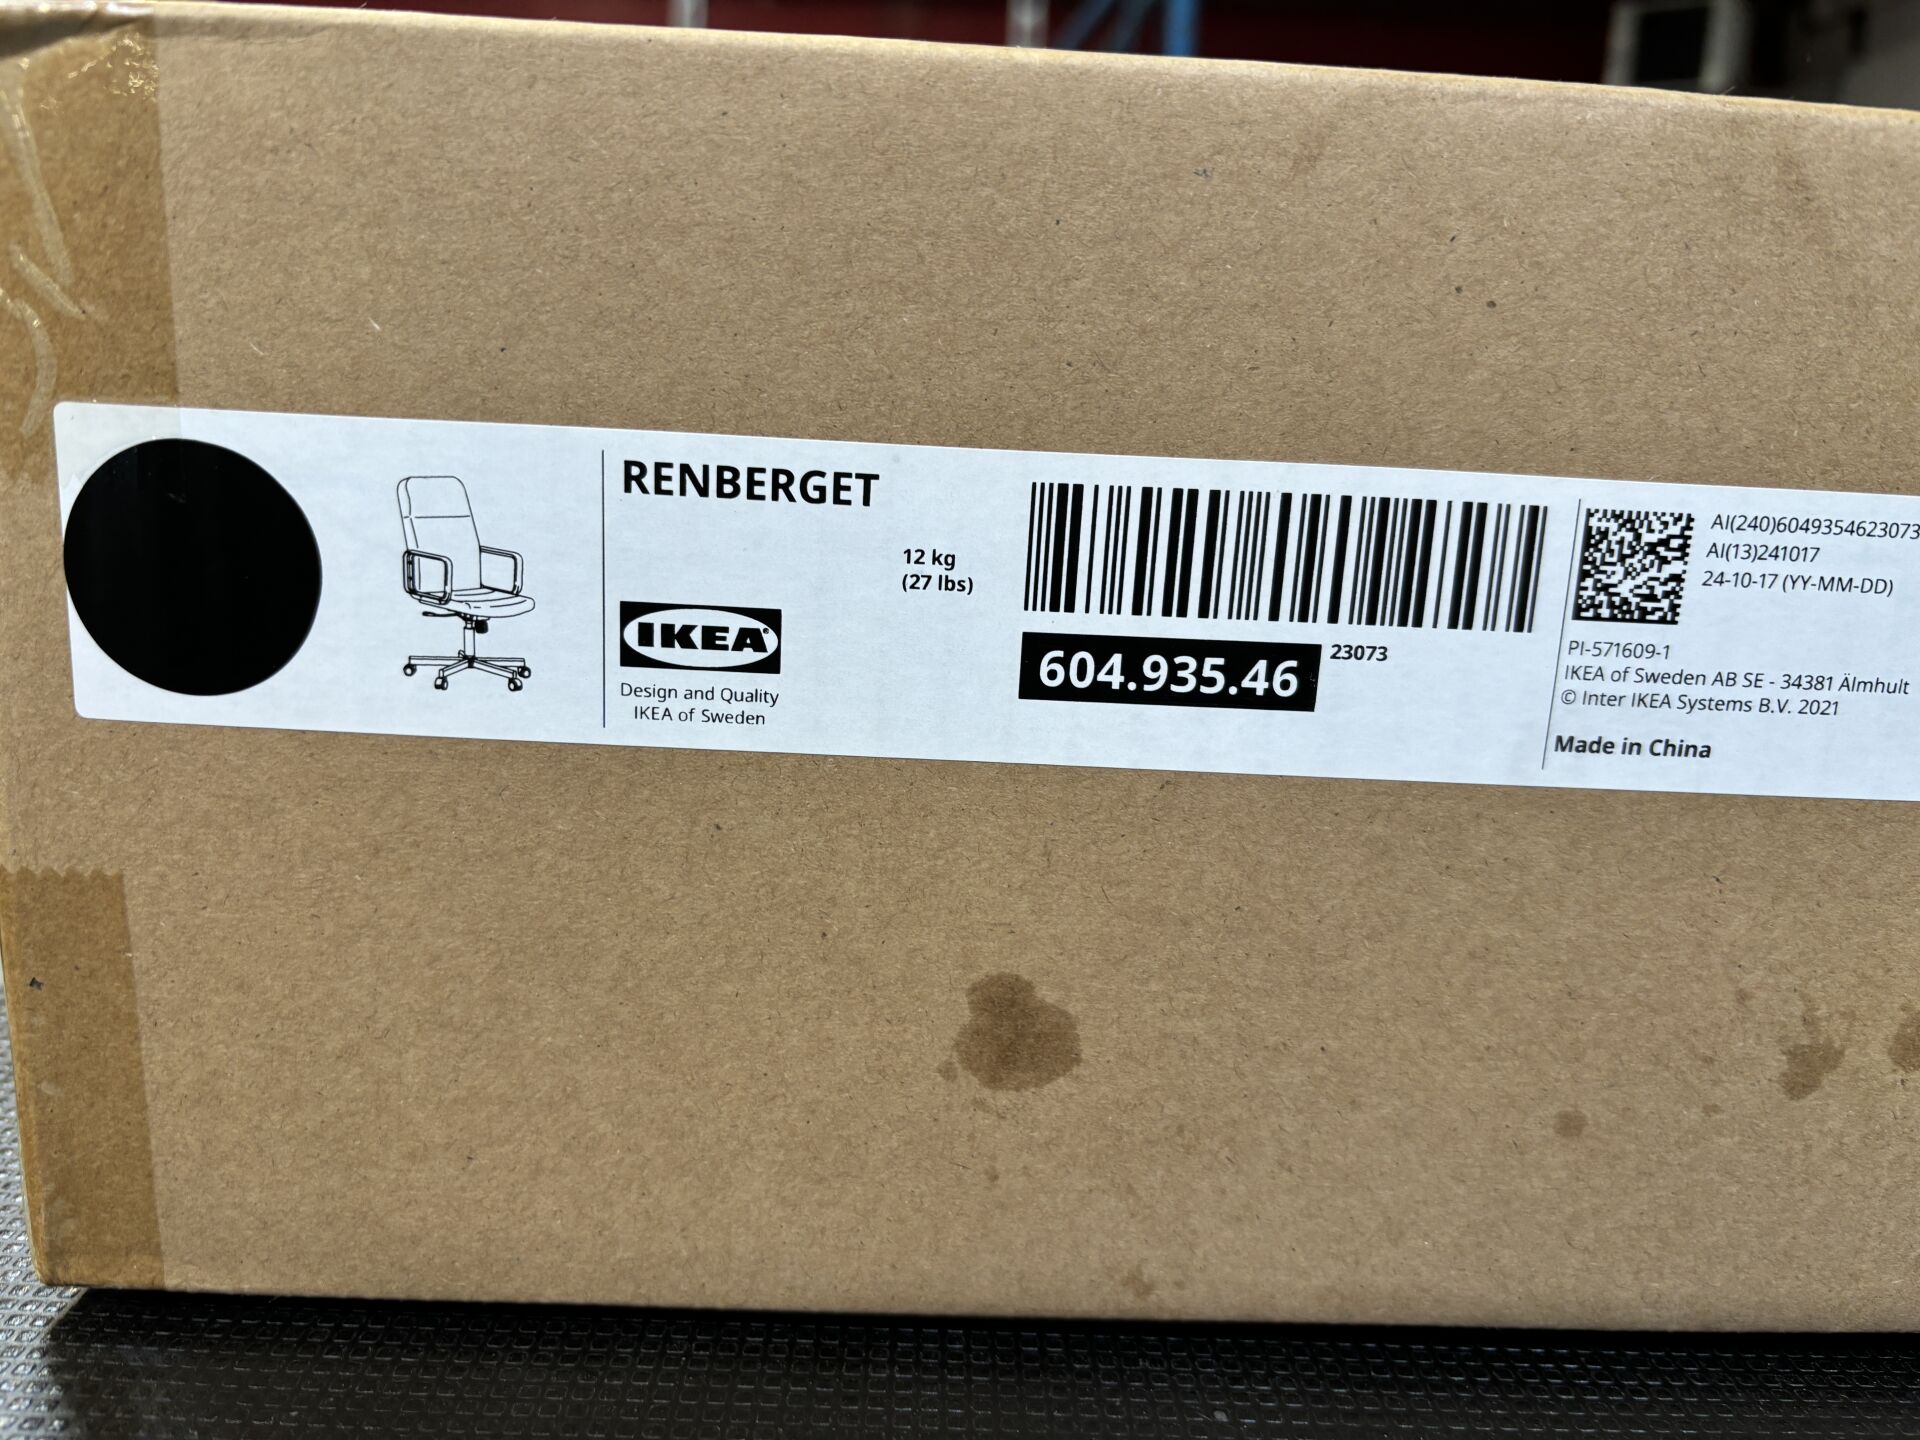 RENBERGET
12 kg
(27 lbs)
IKEA®
Design and Quality
IKEA of Sweden
604.935.46
23073
AI(240)6049354623073
AI(13)241017
24-10-17 (YY-MM-DD)
PI-571609-1
IKEA of Sweden AB SE - 34381 Älmhult
© Inter IKEA Systems B.V. 2021
Made in China